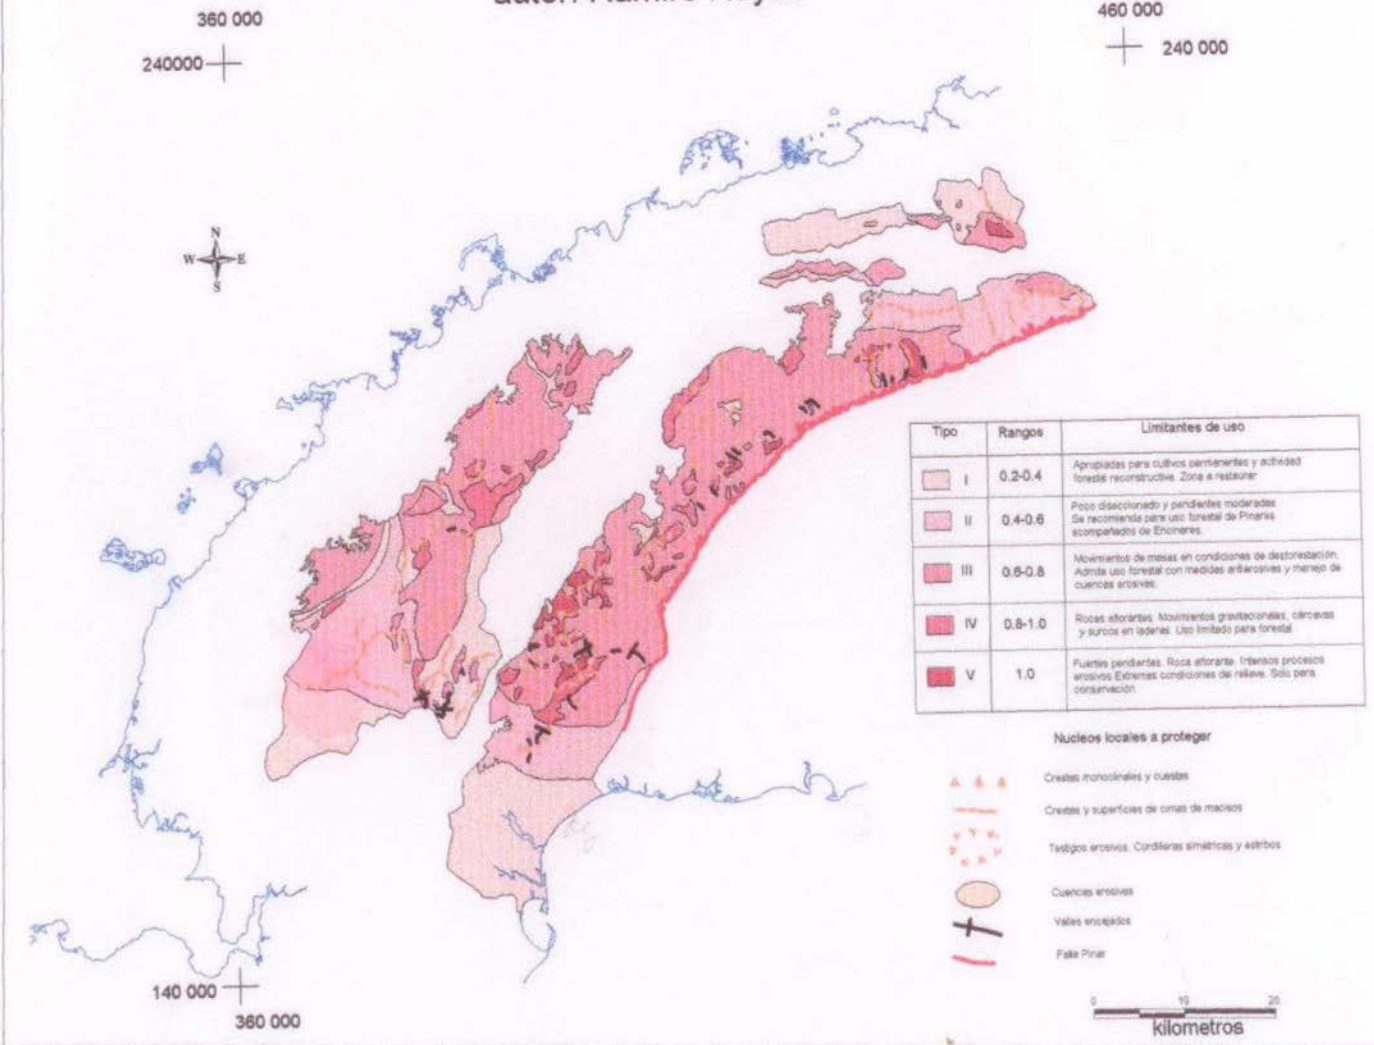 360 000
460 000
240000
240 000
N
W E
S
Tipo Rangos Limitantes de uso
I 0.2-0.4 Apropiadas para cultivos permanentes y actividad
forestal reconstructiva. Zona a restaurar
II 0.4-0.6 Poco diseccionado y pendientes moderadas
Se recomienda para uso forestal de Pinares
acompañados de Encinares.
III 0.6-0.8 Movimientos de masas en condiciones de desforestación.
Admite uso forestal con medidas antierosivas y manejo de
cuencas erosivas.
IV 0.8-1.0 Rocas aflorantes. Movimientos gravitacionales, cárcavas
y surcos en laderas. Uso limitado para forestal
V 1.0 Fuertes pendientes. Roca aflorante. Intensos procesos
erosivos Extremas condiciones del relieve. Solo para
conservación
Nucleos locales a proteger
Crestas monoclinales y cuestas
Crestas y superficies de cimas de macisos
Testigos erosivos. Cordilleras simétricas y estribos
Cuencas erosivas
Valles encajados
Falla Pinar
140 000
360 000
0 10 20
kilometros